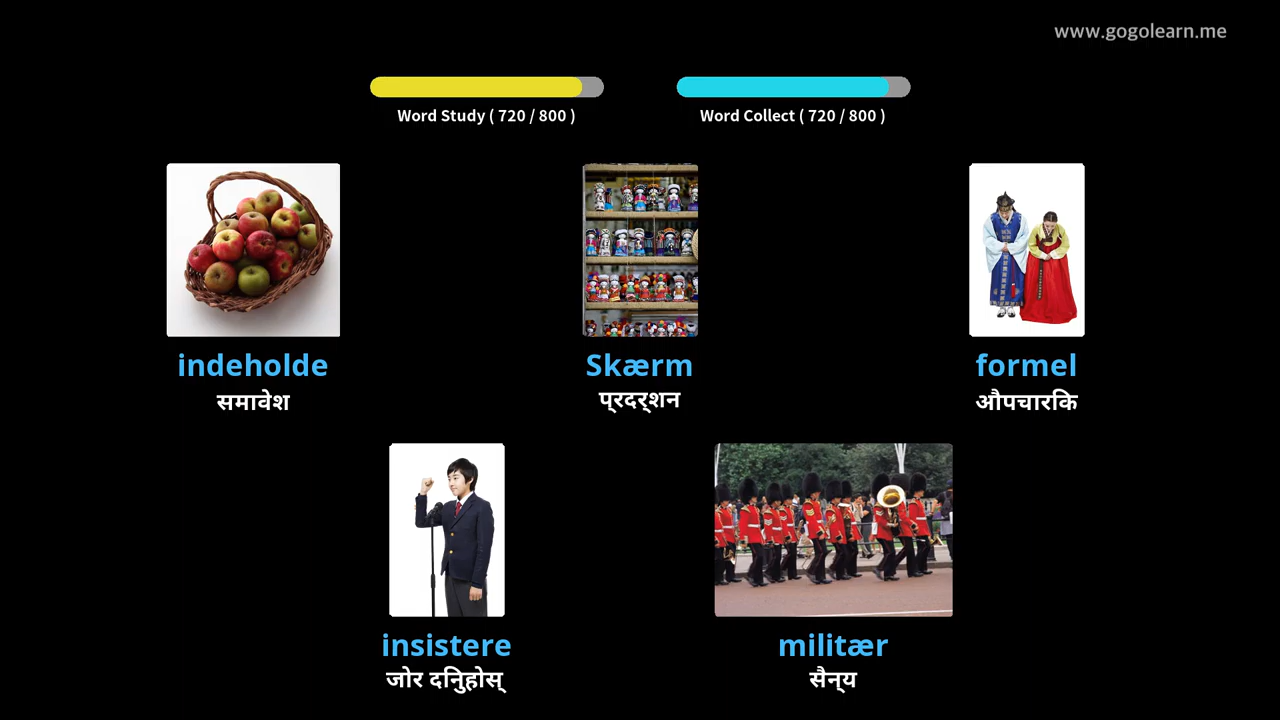 www.gogolearn.me
Word Study ( 720 / 800 )
Word Collect ( 720 / 800 )
indeholde
समावेश
Skærm
प्रदर्शन
formel
औपचारिक
insistere
जोर दिनुहोस्
militær
सैन्य